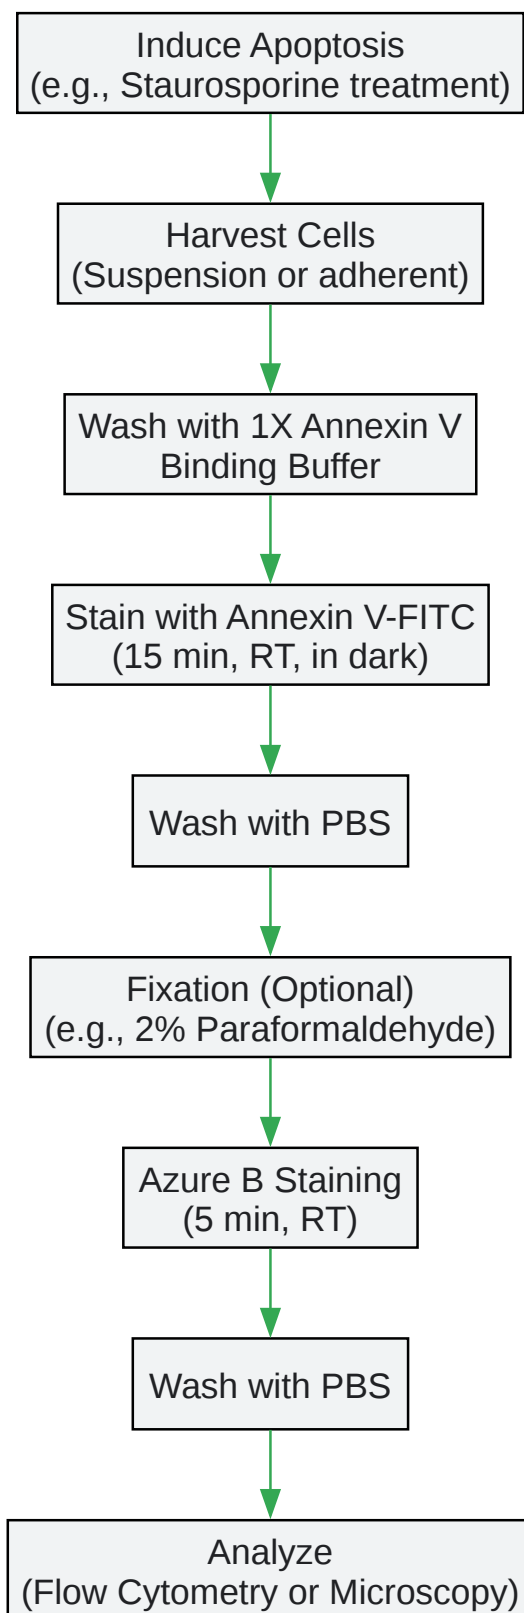 Induce Apoptosis
(e.g., Staurosporine treatment)
Harvest Cells
(Suspension or adherent)
Wash with 1X Annexin V
Binding Buffer
Stain with Annexin V-FITC
(15 min, RT, in dark)
Wash with PBS
Fixation (Optional)
(e.g., 2% Paraformaldehyde)
Azure B Staining
(5 min, RT)
Wash with PBS
Analyze
(Flow Cytometry or Microscopy)